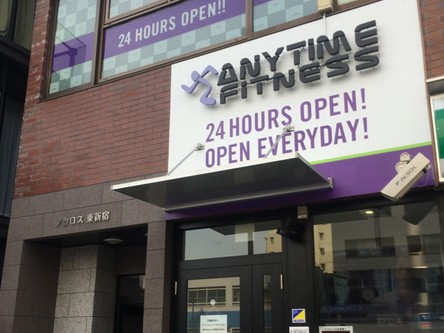 24 HOURS OPEN!!
ANYTIME
FITNESS
24 HOURS OPEN!
OPEN EVERYDAY!
アクロス 東新宿